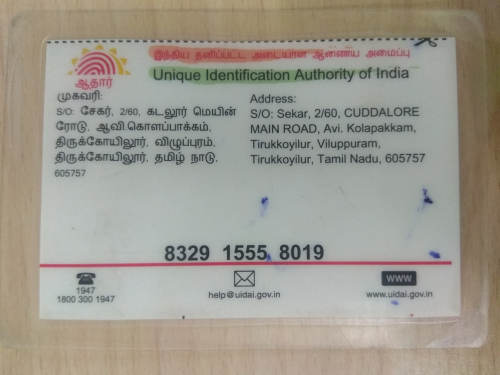 இந்திய தனிப்பட்ட அடையாள ஆணைய அமைப்பு
Unique Identification Authority of India
ஆதார்
முகவரி:
S/O: சேகர், 2/60, கடலூர் மெயின்
ரோடு, ஆவி.கொளப்பாக்கம்,
திருக்கோயிலூர், விழுப்புரம்,
திருக்கோயிலூர், தமிழ் நாடு,
605757
Address:
S/O: Sekar, 2/60, CUDDALORE
MAIN ROAD, Avi. Kolapakkam,
Tirukkoyilur, Viluppuram,
Tirukkoyilur, Tamil Nadu, 605757
8329 1555 8019
1947
1800 300 1947
help@uidai.gov.in
www
www.uidai.gov.in